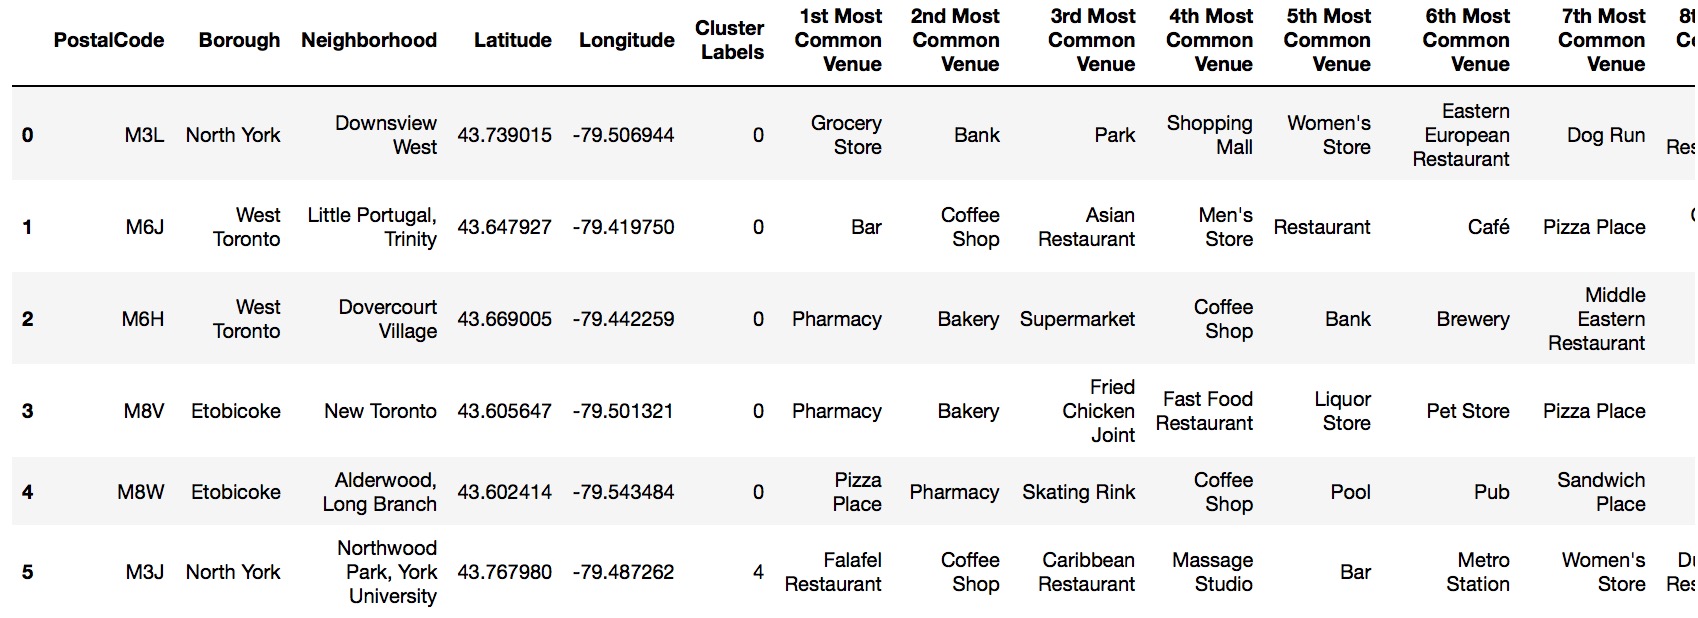 PostalCode Borough Neighborhood Latitude Longitude Cluster Labels 1st Most Common Venue 2nd Most Common Venue 3rd Most Common Venue 4th Most Common Venue 5th Most Common Venue 6th Most Common Venue 7th Most Common Venue
0 M3L North York Downsview West 43.739015 -79.506944 0 Grocery Store Bank Park Shopping Mall Women's Store Eastern European Restaurant Dog Run
1 M6J West Toronto Little Portugal, Trinity 43.647927 -79.419750 0 Bar Coffee Shop Asian Restaurant Men's Store Restaurant Café Pizza Place
2 M6H West Toronto Dovercourt Village 43.669005 -79.442259 0 Pharmacy Bakery Supermarket Coffee Shop Bank Brewery Middle Eastern Restaurant
3 M8V Etobicoke New Toronto 43.605647 -79.501321 0 Pharmacy Bakery Fried Chicken Joint Fast Food Restaurant Liquor Store Pet Store Pizza Place
4 M8W Etobicoke Alderwood, Long Branch 43.602414 -79.543484 0 Pizza Place Pharmacy Skating Rink Coffee Shop Pool Pub Sandwich Place
5 M3J North York Northwood Park, York University 43.767980 -79.487262 4 Falafel Restaurant Coffee Shop Caribbean Restaurant Massage Studio Bar Metro Station Women's Store